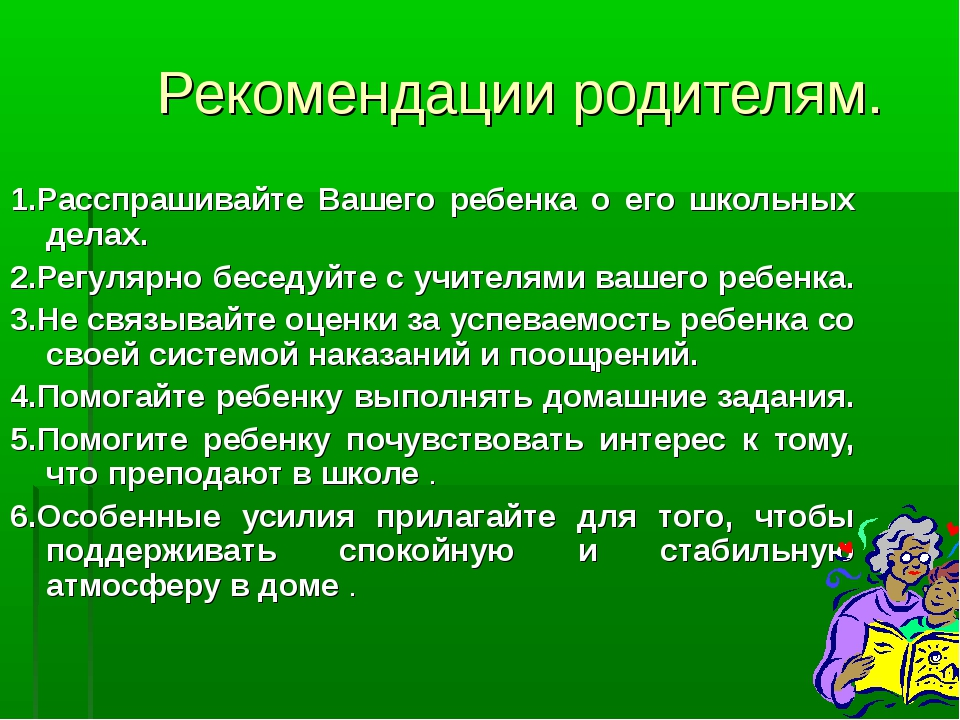 Рекомендации родителям.
1.Расспрашивайте Вашего ребенка о его школьных
делах.
2.Регулярно беседуйте с учителями вашего ребенка.
3.Не связывайте оценки за успеваемость ребенка со
своей системой наказаний и поощрений.
4.Помогайте ребенку выполнять домашние задания.
5.Помогите ребенку почувствовать интерес к тому,
что преподают в школе .
6.Особенные усилия прилагайте для того, чтобы
поддерживать спокойную и стабильную
атмосферу в доме .